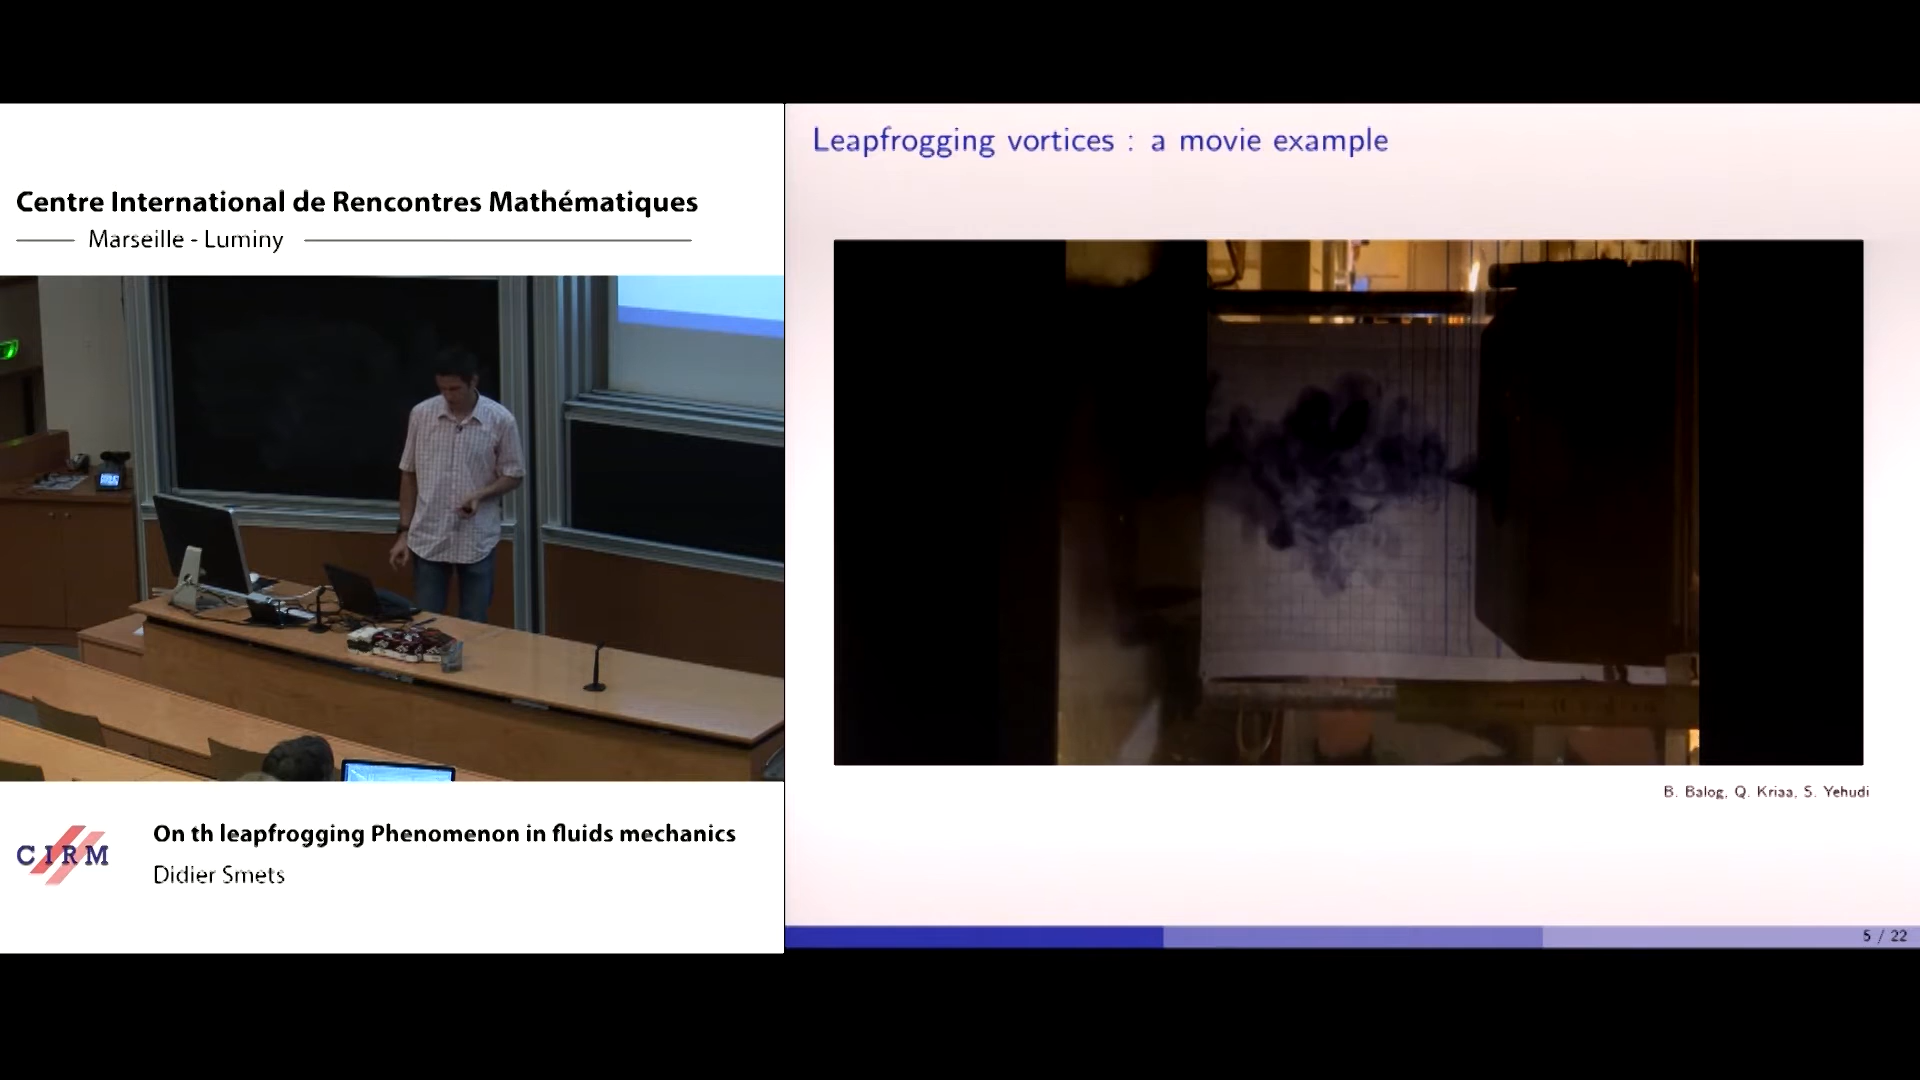 Centre International de Rencontres Mathématiques
Marseille - Luminy
CIRM
On th leapfrogging Phenomenon in fluids mechanics
Didier Smets
Leapfrogging vortices : a movie example
B. Balog, Q. Kriaa, S. Yehudi
5 / 22